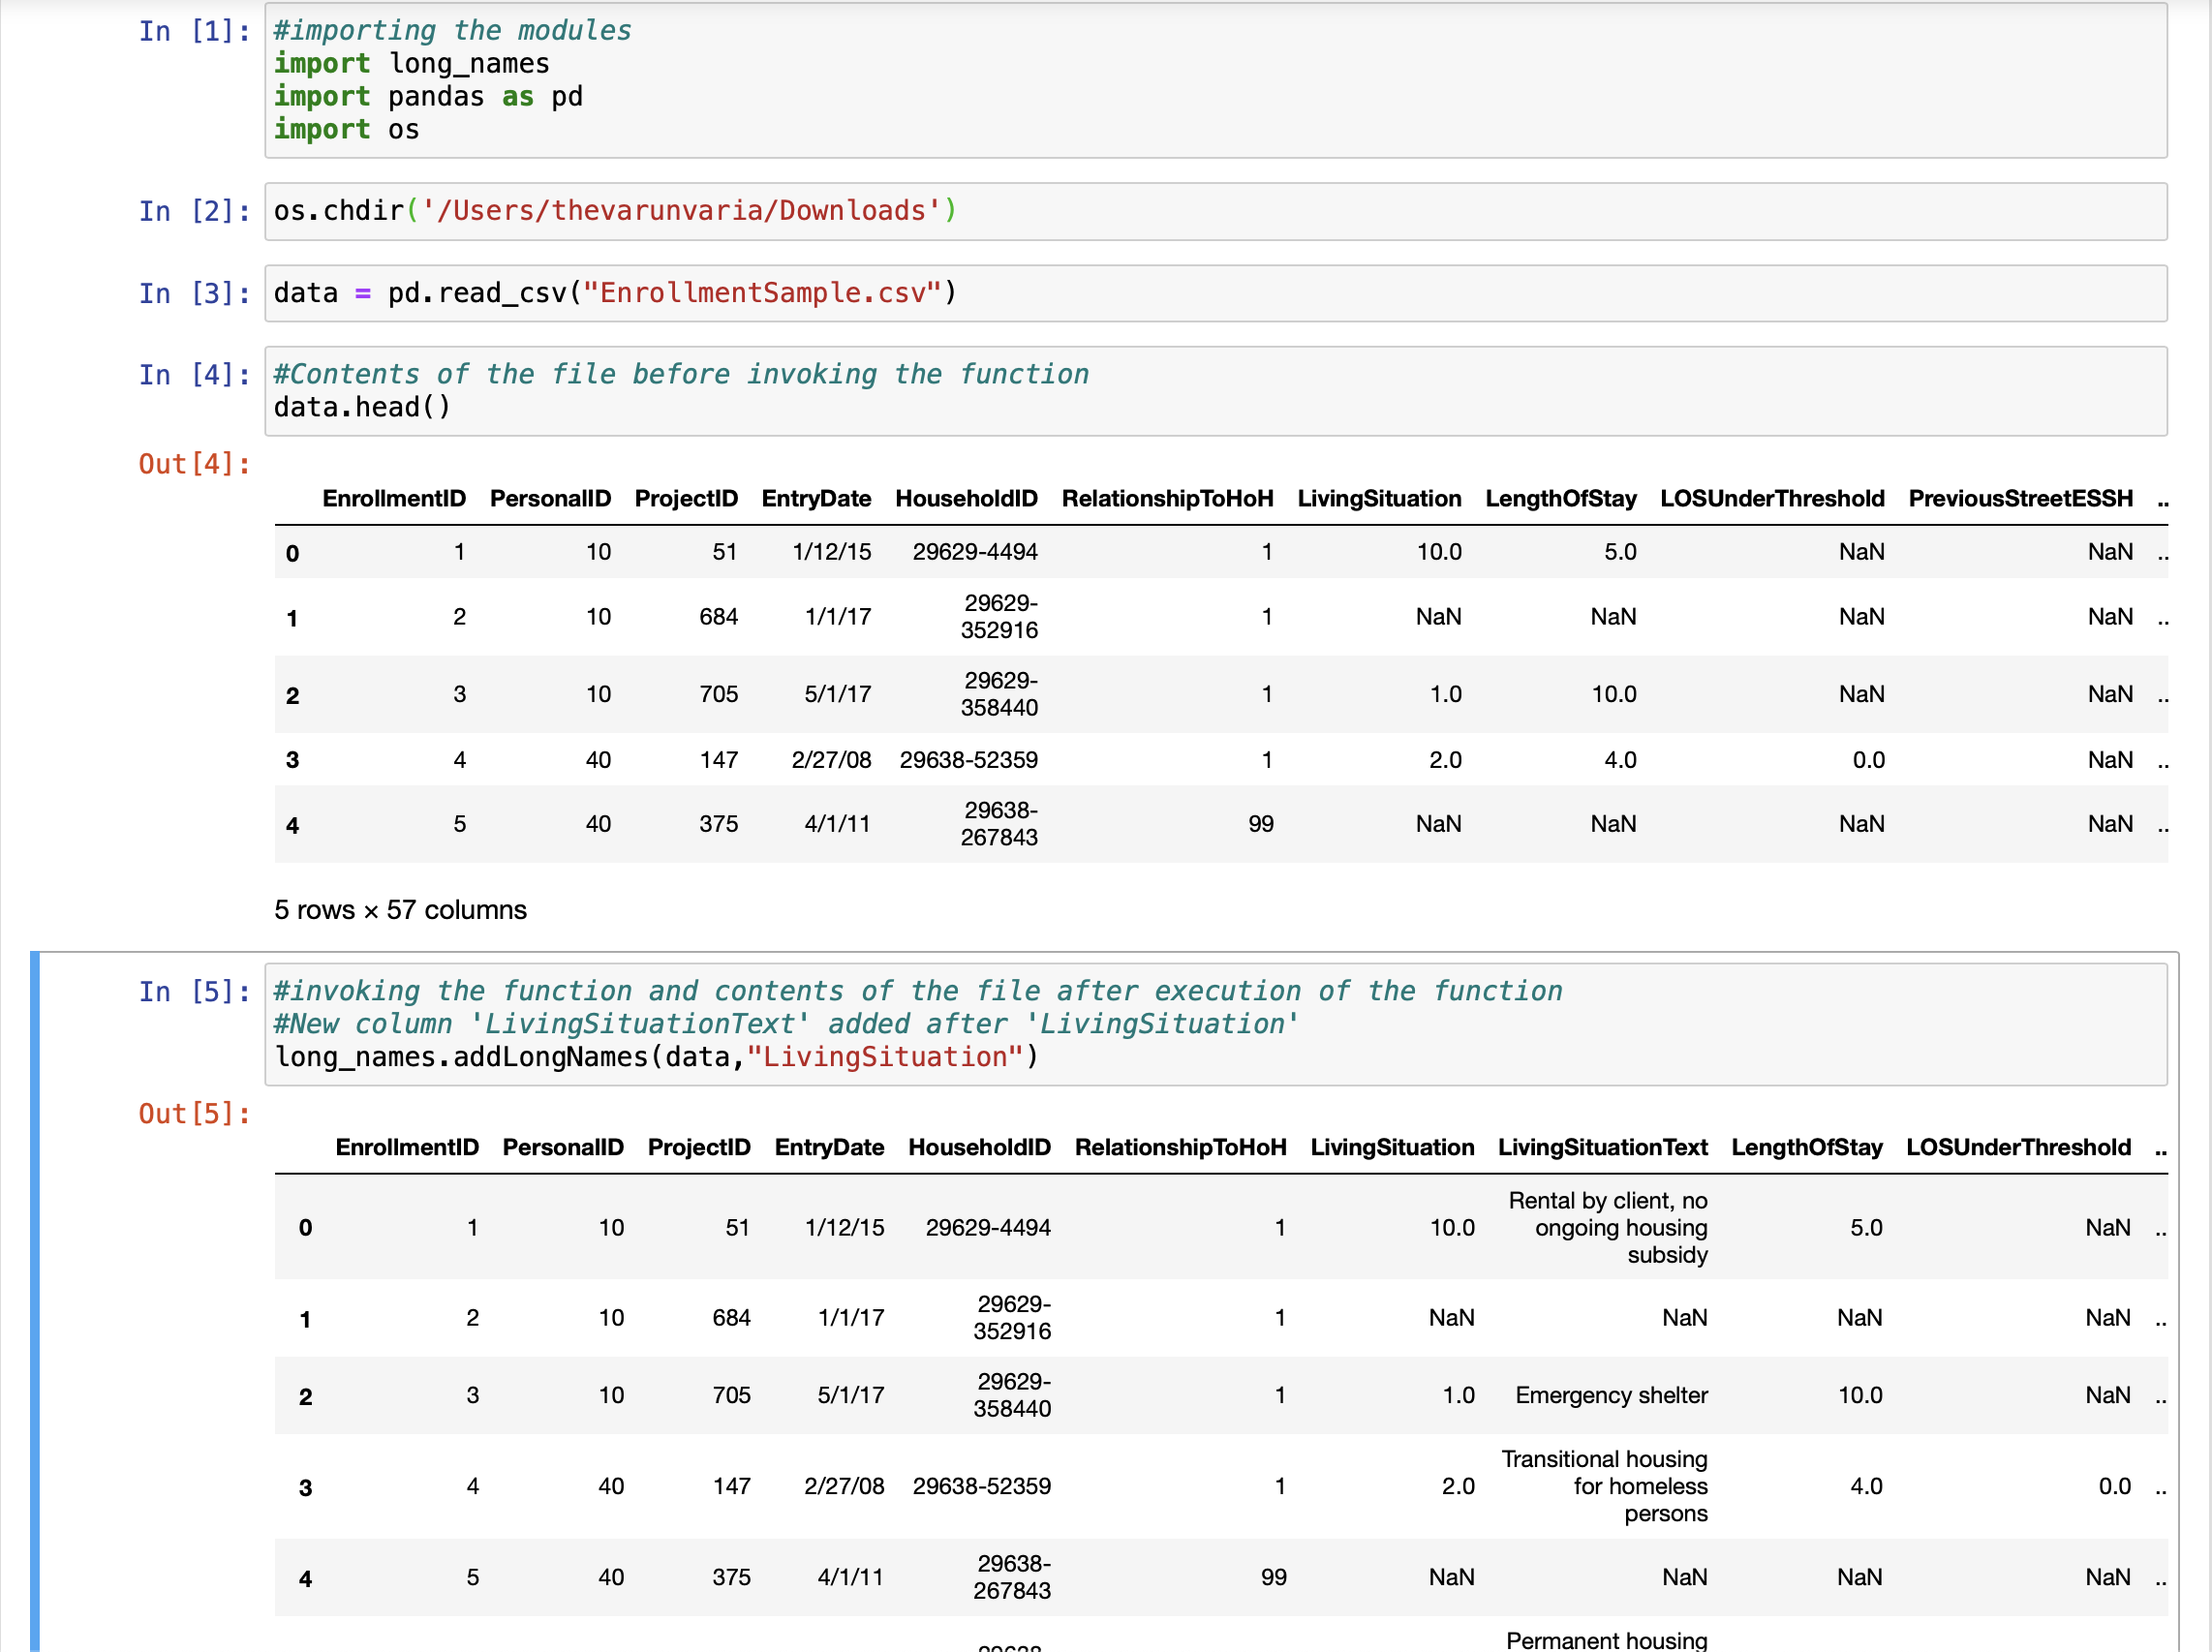 In [1]: #importing the modules
import long_names
import pandas as pd
import os
In [2]: os.chdir('/Users/thevarunvaria/Downloads')
In [3]: data = pd.read_csv("EnrollmentSample.csv")
In [4]: #Contents of the file before invoking the function
data.head()
Out[4]:
EnrollmentID PersonalID ProjectID EntryDate HouseholdID RelationshipToHoH LivingSituation LengthOfStay LOSUnderThreshold PreviousStreetESSH ..
0 1 10 51 1/12/15 29629-4494 1 10.0 5.0 NaN NaN ..
1 2 10 684 1/1/17 29629-
352916 1 NaN NaN NaN NaN ..
2 3 10 705 5/1/17 29629-
358440 1 1.0 10.0 NaN NaN ..
3 4 40 147 2/27/08 29638-52359 1 2.0 4.0 0.0 NaN ..
4 5 40 375 4/1/11 29638-
267843 99 NaN NaN NaN NaN ..
5 rows × 57 columns
In [5]: #invoking the function and contents of the file after execution of the function
#New column 'LivingSituationText' added after 'LivingSituation'
long_names.addLongNames(data,"LivingSituation")
Out[5]:
EnrollmentID PersonalID ProjectID EntryDate HouseholdID RelationshipToHoH LivingSituation LivingSituationText LengthOfStay LOSUnderThreshold ..
0 1 10 51 1/12/15 29629-4494 1 10.0 Rental by client, no
ongoing housing
subsidy 5.0 NaN ..
1 2 10 684 1/1/17 29629-
352916 1 NaN NaN NaN NaN ..
2 3 10 705 5/1/17 29629-
358440 1 1.0 Emergency shelter 10.0 NaN ..
3 4 40 147 2/27/08 29638-52359 1 2.0 Transitional housing
for homeless
persons 4.0 0.0 ..
4 5 40 375 4/1/11 29638-
267843 99 NaN NaN NaN NaN ..
Permanent housing